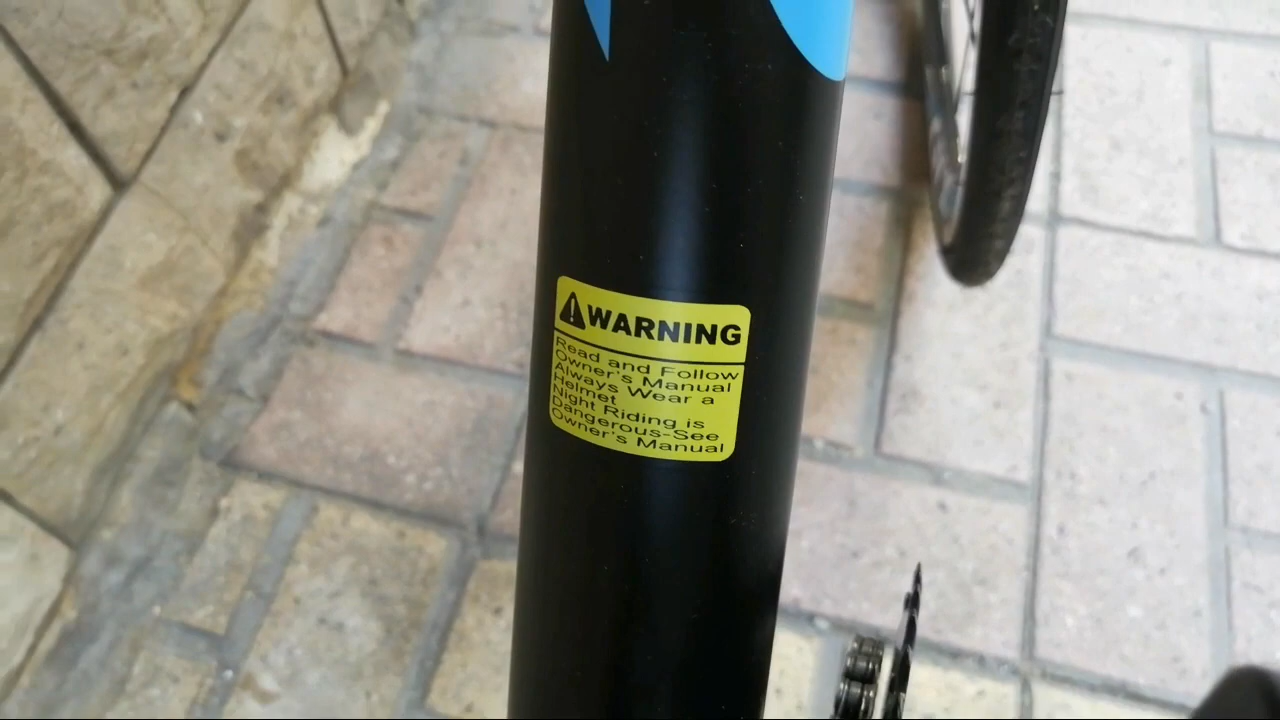 WARNING
Read and Follow
Owner's Manual
Always Wear a
Helmet
Night Riding is
Dangerous-See
Owner's Manual